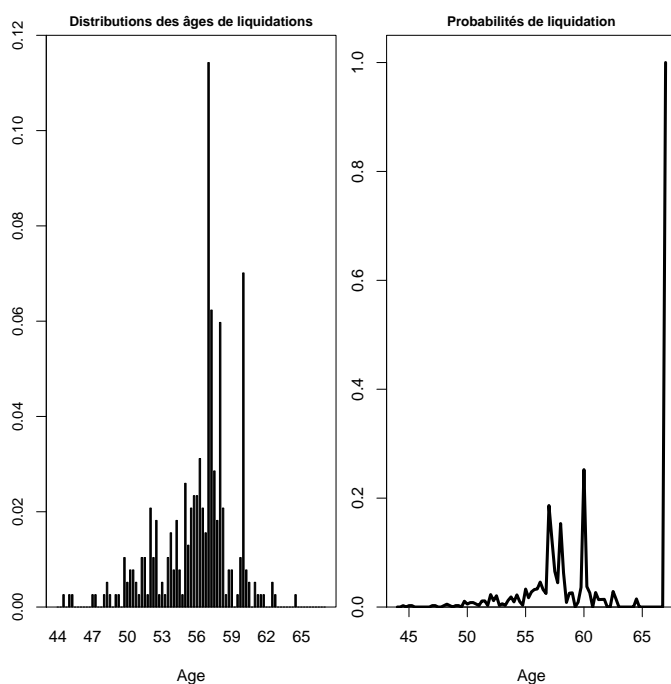 Distributions des âges de liquidations
0.12
0.10
0.08
0.06
0.04
0.02
0.00
44 47 50 53 56 59 62 65
Age
Probabilités de liquidation
1.0
0.8
0.6
0.4
0.2
0.0
45 50 55 60 65
Age